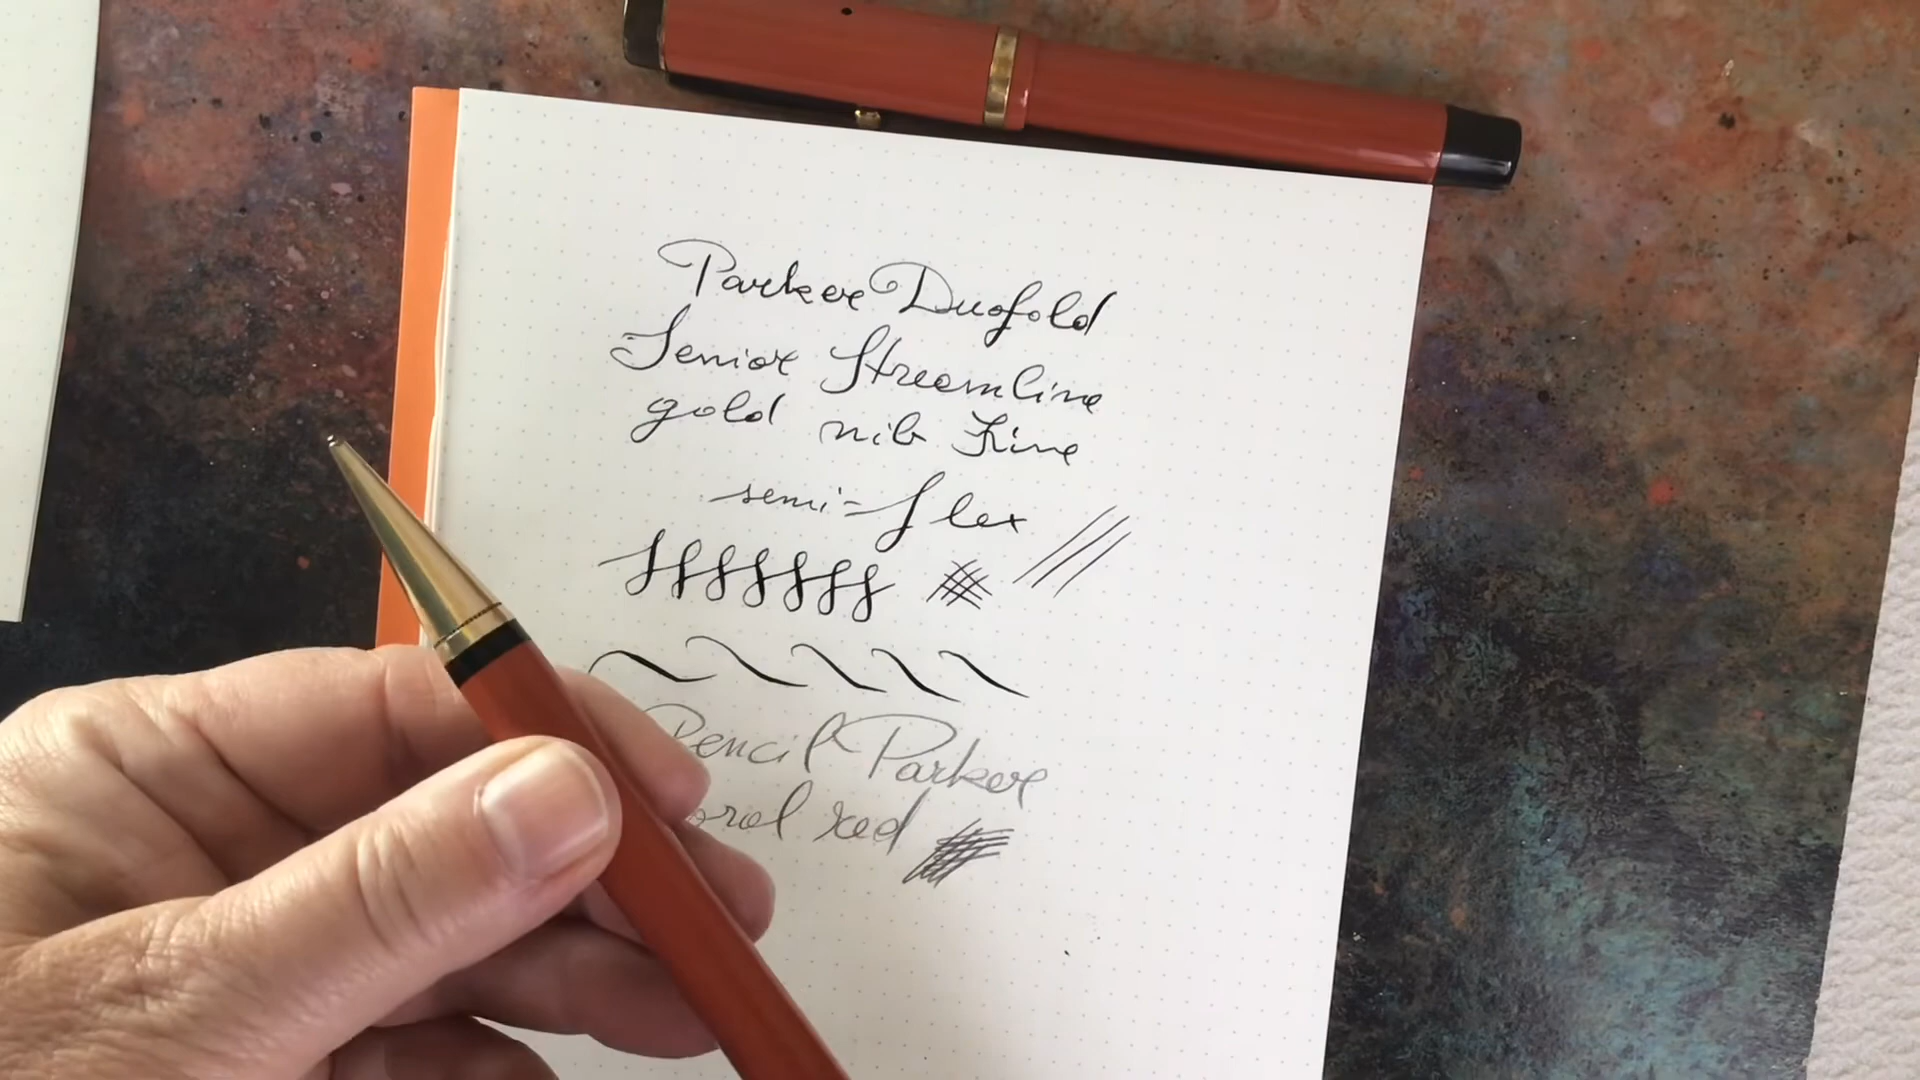 Parker Duofold
Senior Streamline
gold nib Fine
semi-flex
Pencil Parker
red